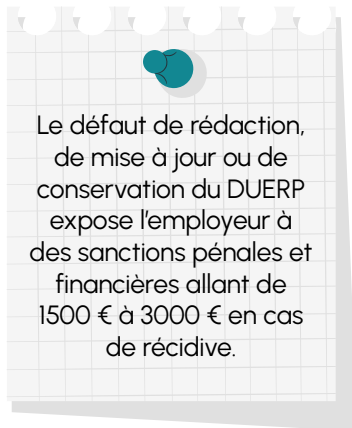 Le défaut de rédaction,
de mise à jour ou de
conservation du DUERP
expose l'employeur à
des sanctions pénales et
financières allant de
1500 € à 3000 € en cas
de récidive.